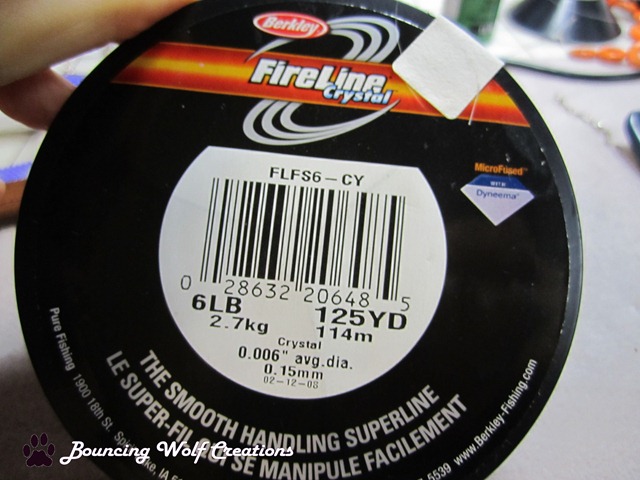 Berkley
FireLine
Crystal
MicroFused
WITH
Dyneema
FLFS6-CY
0 28632 20648 5
6LB 125YD
2.7kg 114m
Crystal
0.006" avg.dia.
0.15mm
02-12-08
THE SMOOTH HANDLING SUPERLINE
LE SUPER-FIL SE MANIPULE FACILEMENT
Pure Fishing 1900 18th St.
5539 www.Berkley-Fishing.com
Bouncing Wolf Creations